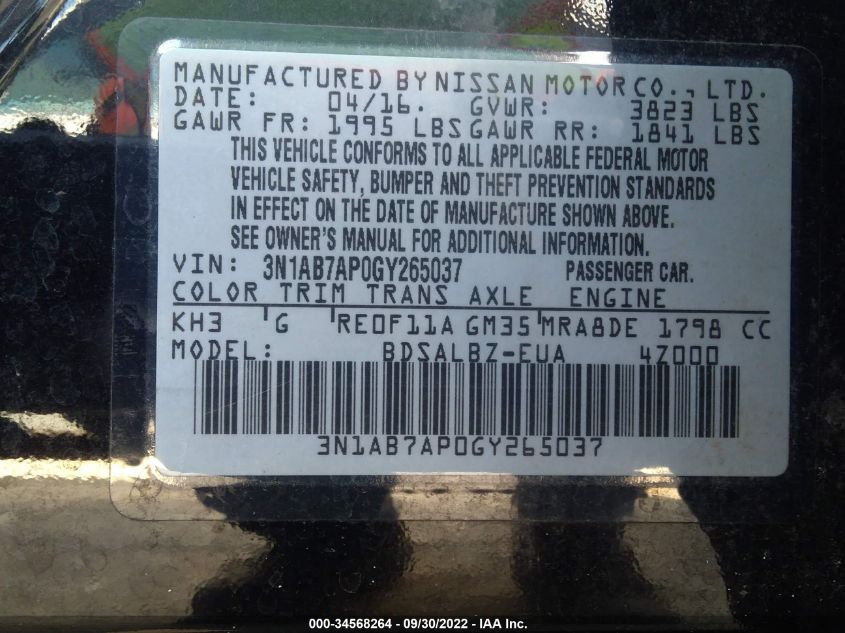 MANUFACTURED BY NISSAN MOTOR CO., LTD.
DATE: 04/16. GVWR: 3823 LBS
GAWR FR: 1995 LBS GAWR RR: 1841 LBS
THIS VEHICLE CONFORMS TO ALL APPLICABLE FEDERAL MOTOR
VEHICLE SAFETY, BUMPER AND THEFT PREVENTION STANDARDS
IN EFFECT ON THE DATE OF MANUFACTURE SHOWN ABOVE.
SEE OWNER'S MANUAL FOR ADDITIONAL INFORMATION.
VIN: 3N1AB7AP0GY265037 PASSENGER CAR.
COLOR TRIM TRANS AXLE ENGINE
KH3 G RE0F11A GM35 MRA8DE 1798 CC
MODEL: BDSALBZ-EUA 4Z000
3N1AB7AP0GY265037
000-34568264 - 09/30/2022 - IAA Inc.